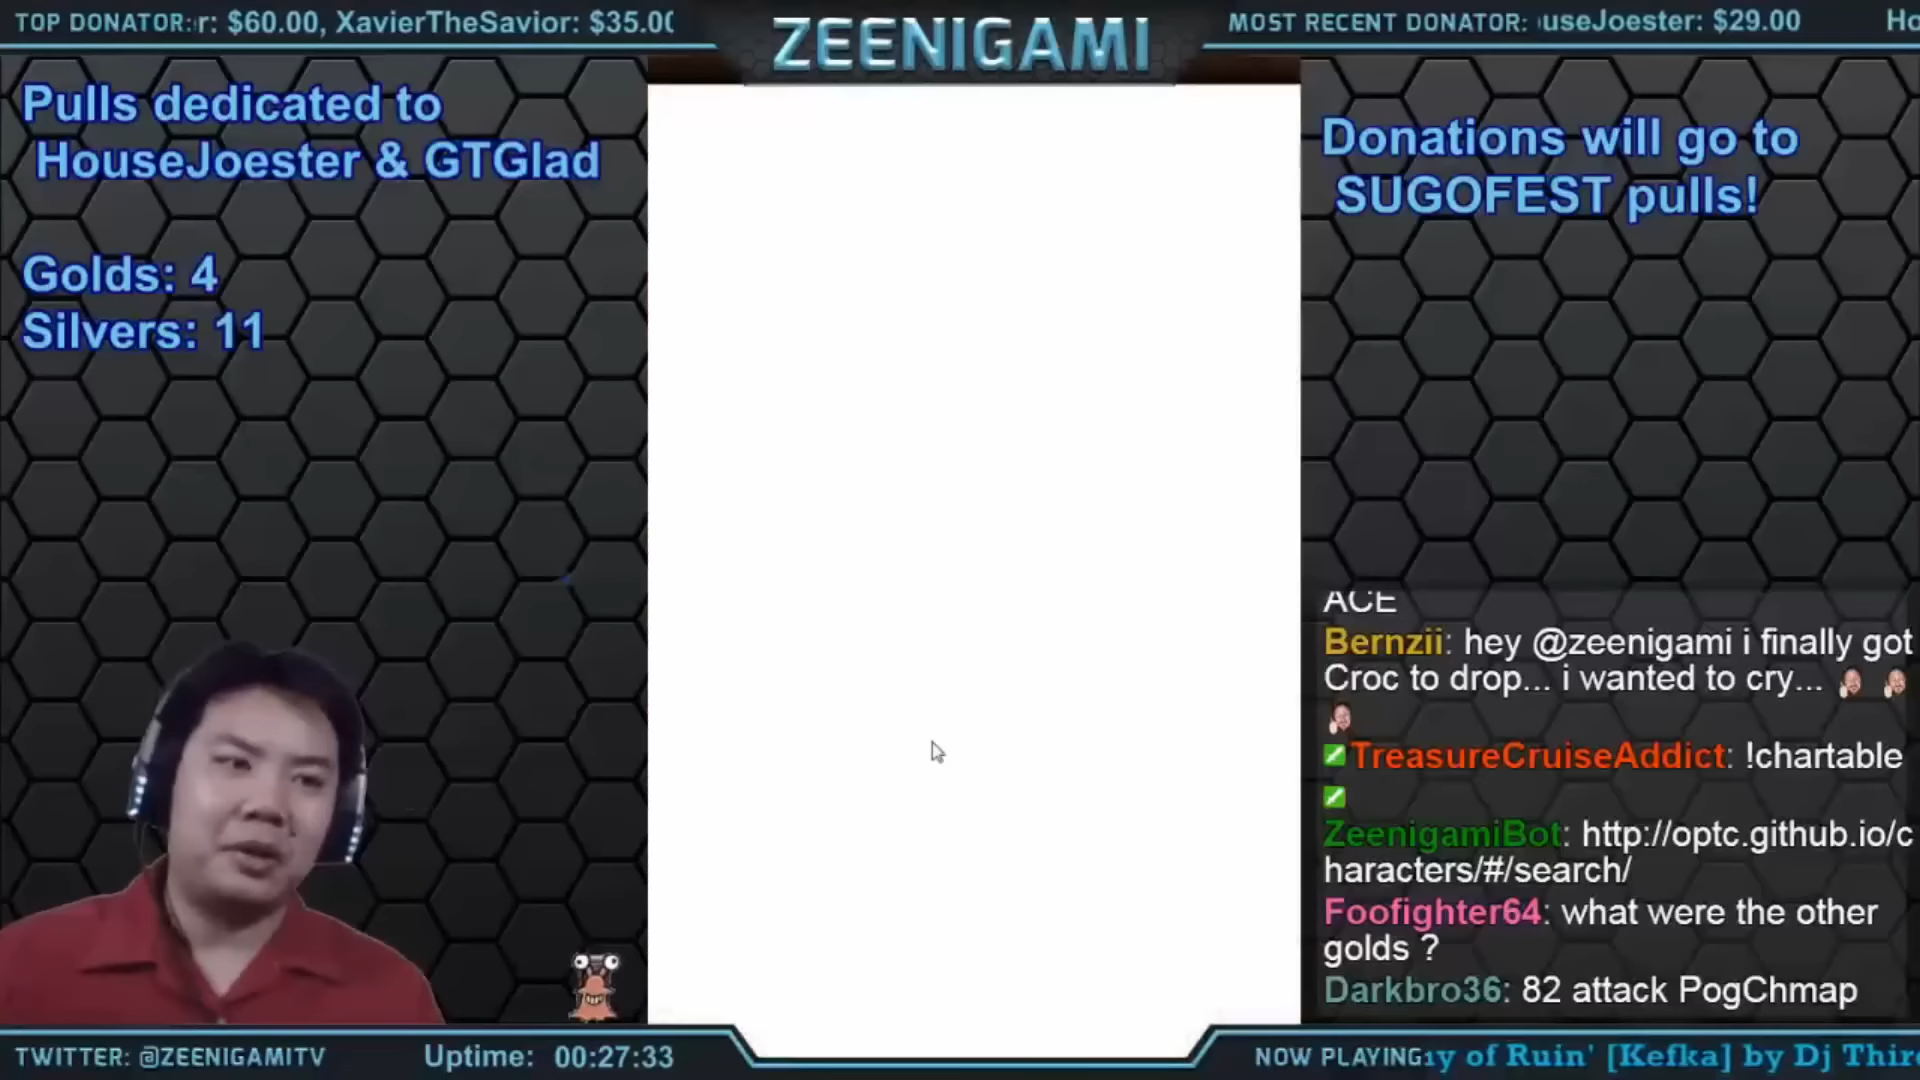 TOP DONATOR: r: $60.00, XavierTheSavior: $35.00
ZEENIGAMI
MOST RECENT DONATOR: useJoester: $29.00 Ho
Pulls dedicated to
HouseJoester & GTGlad
Golds: 4
Silvers: 11
Donations will go to
SUGOFEST pulls!
ACE
Bernzii: hey @zeenigami i finally got
Croc to drop... i wanted to cry...
TreasureCruiseAddict: !chartable
ZeenigamiBot: http://optc.github.io/c
haracters/#/search/
Foofighter64: what were the other
golds ?
Darkbro36: 82 attack PogChmap
TWITTER: @ZEENIGAMITV
Uptime: 00:27:33
NOW PLAYING: y of Ruin' [Kefka] by Dj Thir